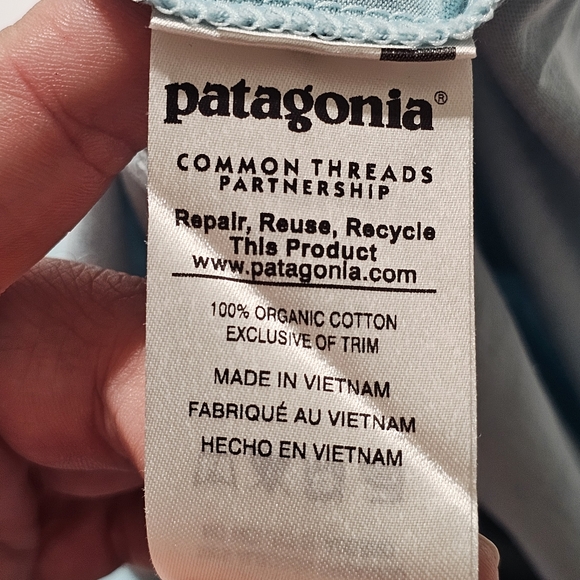 patagonia®
COMMON THREADS
PARTNERSHIP
Repair, Reuse, Recycle
This Product
www.patagonia.com
100% ORGANIC COTTON
EXCLUSIVE OF TRIM
MADE IN VIETNAM
FABRIQUÉ AU VIETNAM
HECHO EN VIETNAM